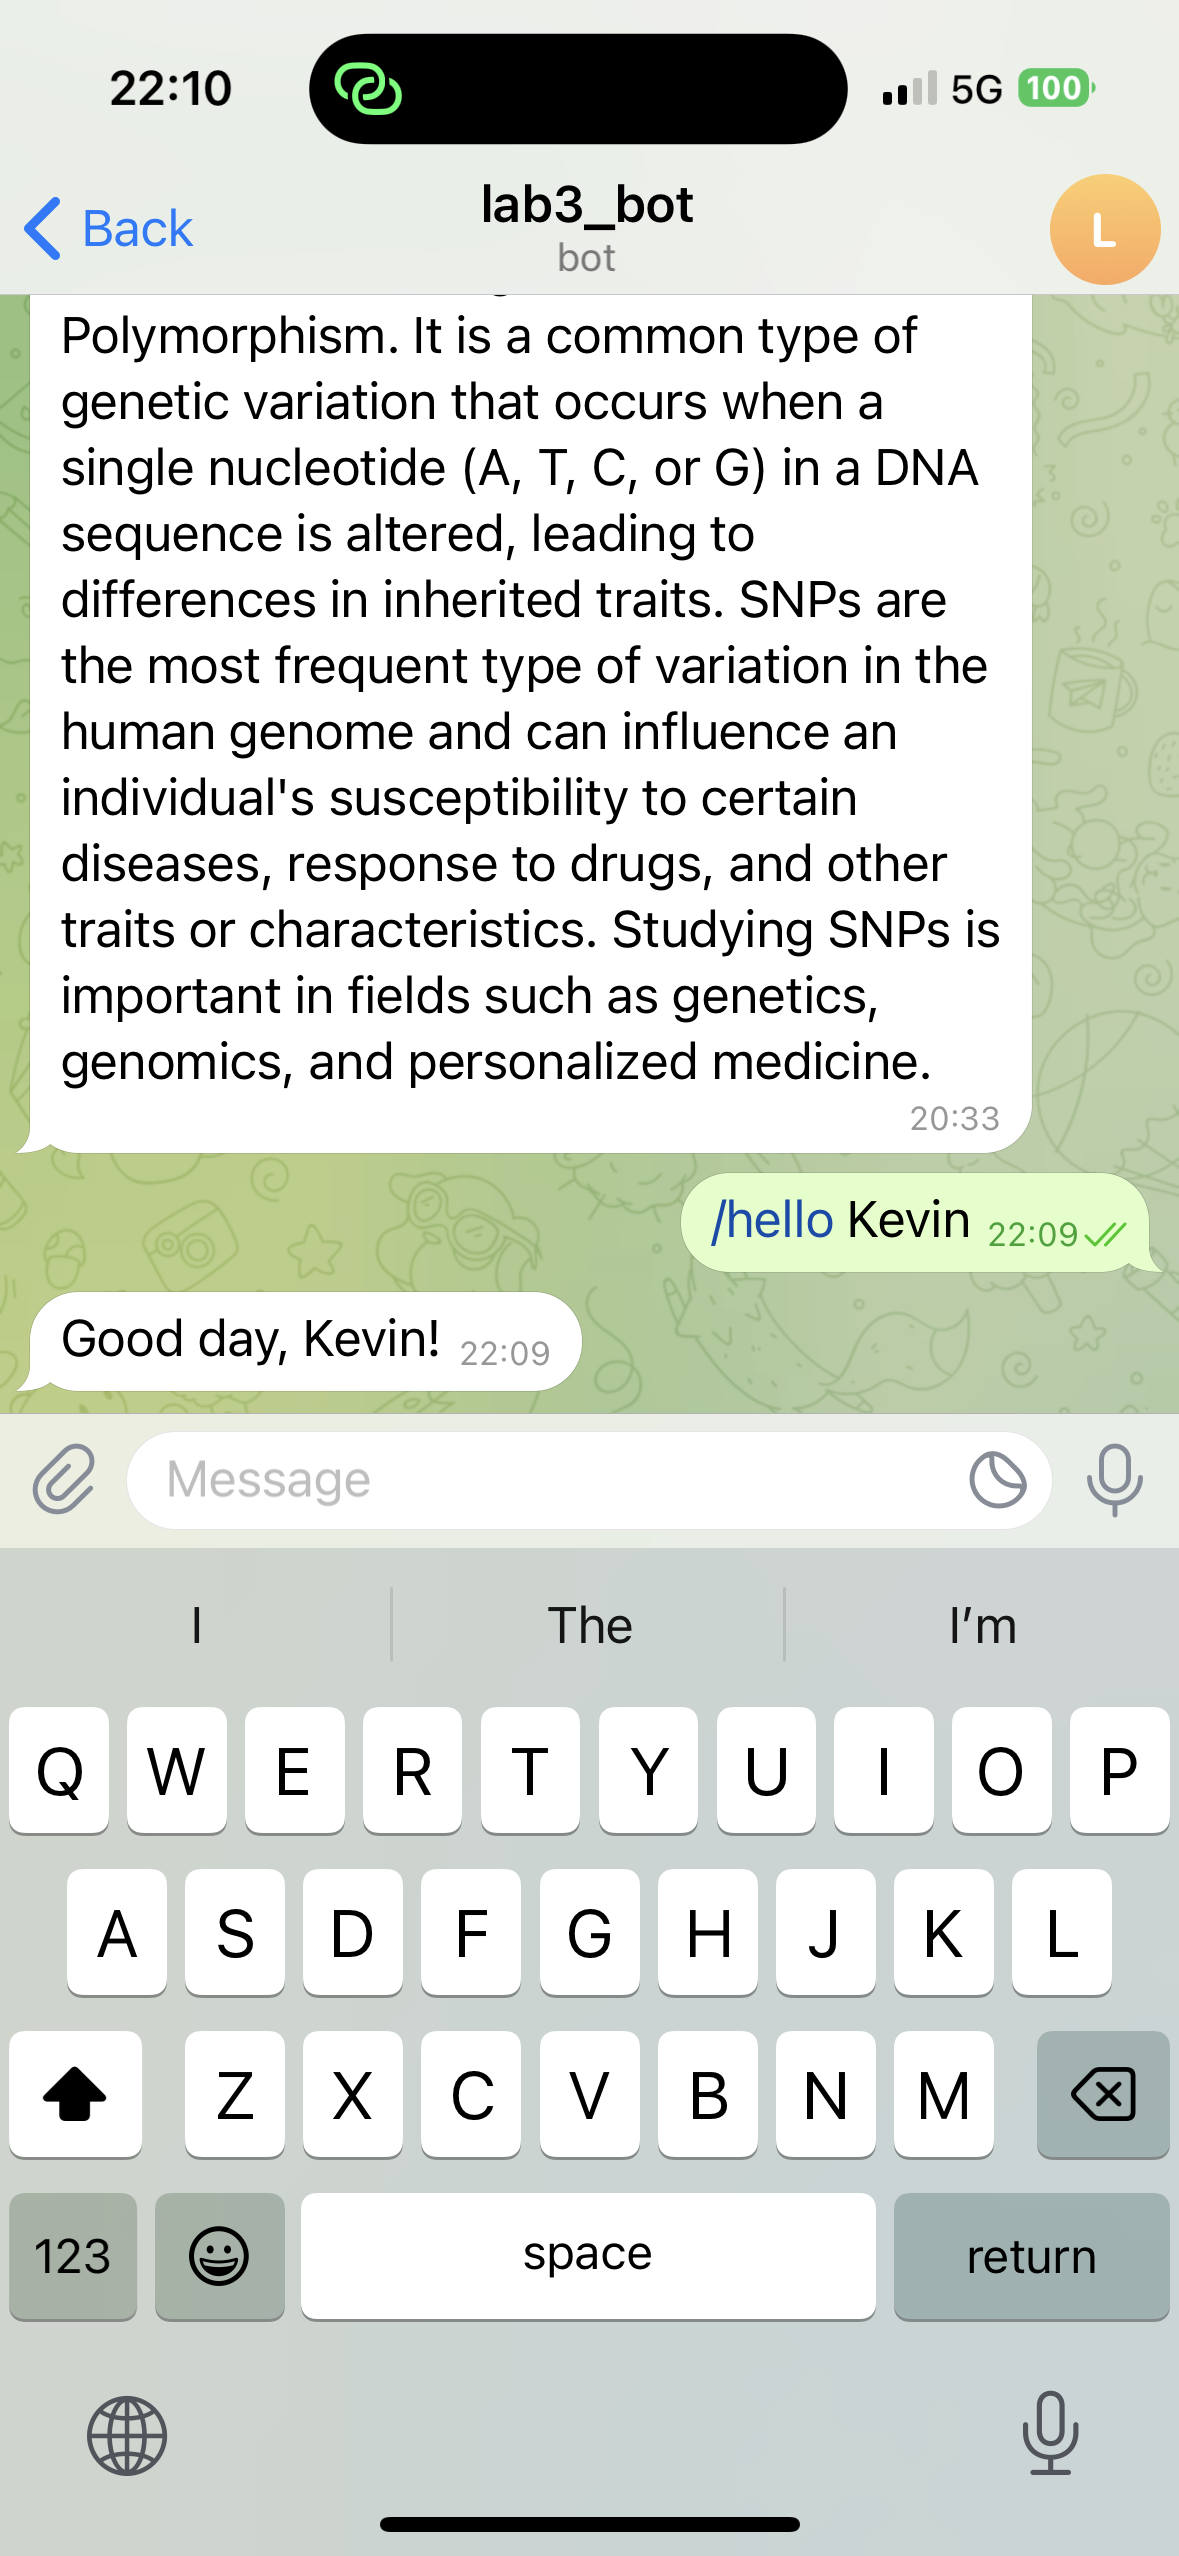 22:10
5G 100
Back
lab3_bot
bot
L
Polymorphism. It is a common type of
genetic variation that occurs when a
single nucleotide (A, T, C, or G) in a DNA
sequence is altered, leading to
differences in inherited traits. SNPs are
the most frequent type of variation in the
human genome and can influence an
individual's susceptibility to certain
diseases, response to drugs, and other
traits or characteristics. Studying SNPs is
important in fields such as genetics,
genomics, and personalized medicine.
20:33
/hello Kevin 22:09
Good day, Kevin! 22:09
Message
I The I'm
Q W E R T Y U I O P
A S D F G H J K L
Z X C V B N M
123 space return